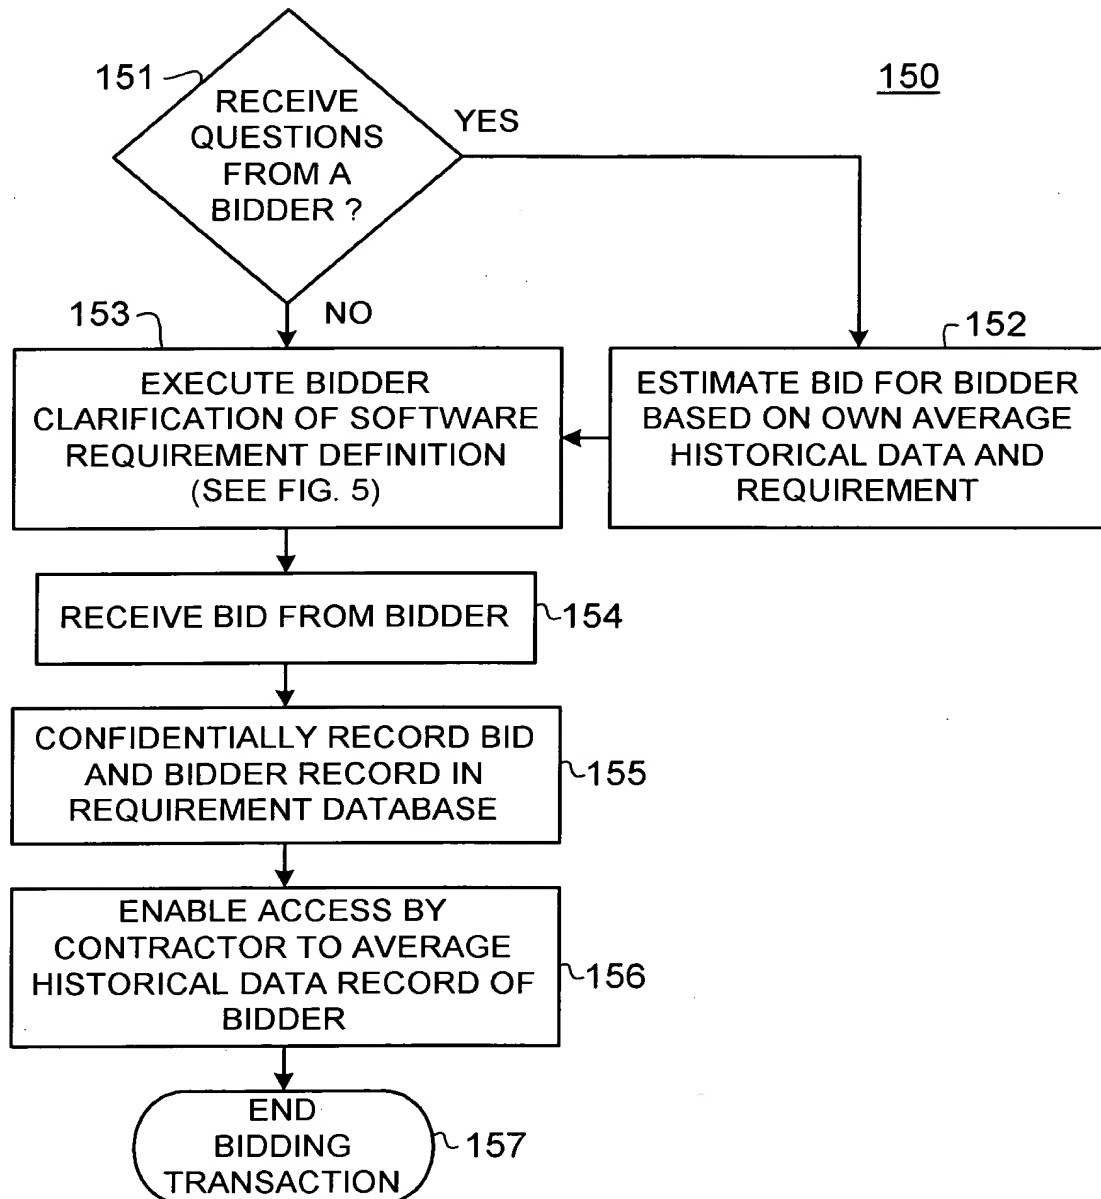 151
150
RECEIVE
QUESTIONS
FROM A
BIDDER ?
YES
NO
153
152
EXECUTE BIDDER
CLARIFICATION OF SOFTWARE
REQUIREMENT DEFINITION
(SEE FIG. 5)
ESTIMATE BID FOR BIDDER
BASED ON OWN AVERAGE
HISTORICAL DATA AND
REQUIREMENT
RECEIVE BID FROM BIDDER
154
CONFIDENTIALLY RECORD BID
AND BIDDER RECORD IN
REQUIREMENT DATABASE
155
ENABLE ACCESS BY
CONTRACTOR TO AVERAGE
HISTORICAL DATA RECORD OF
BIDDER
156
END
BIDDING
TRANSACTION
157